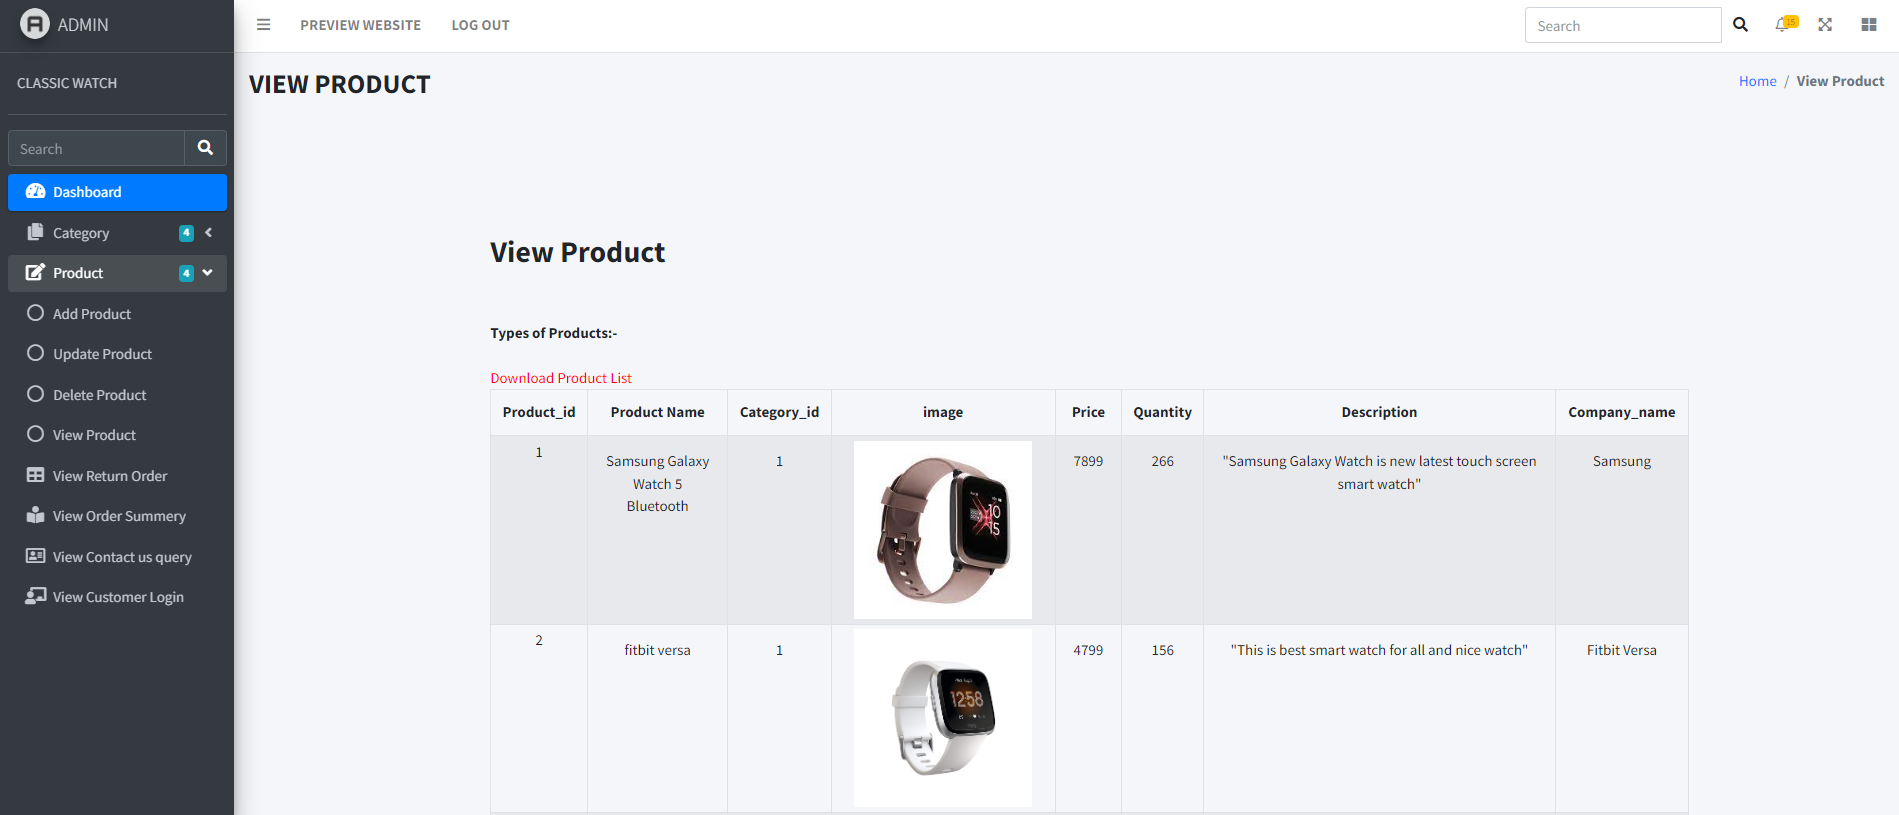 ADMIN
PREVIEW WEBSITE
LOG OUT
Search
15
CLASSIC WATCH
VIEW PRODUCT
Home / View Product
Search
Dashboard
Category 4
Product 4
Add Product
Update Product
Delete Product
View Product
View Return Order
View Order Summery
View Contact us query
View Customer Login
View Product
Types of Products:-
Download Product List
Product_id Product Name Category_id image Price Quantity Description Company_name
1 Samsung Galaxy 1 7899 266 "Samsung Galaxy Watch is new latest touch screen Samsung
Watch 5 smart watch"
Bluetooth
10
15
2 fitbit versa 1 4799 156 "This is best smart watch for all and nice watch" Fitbit Versa
12:58